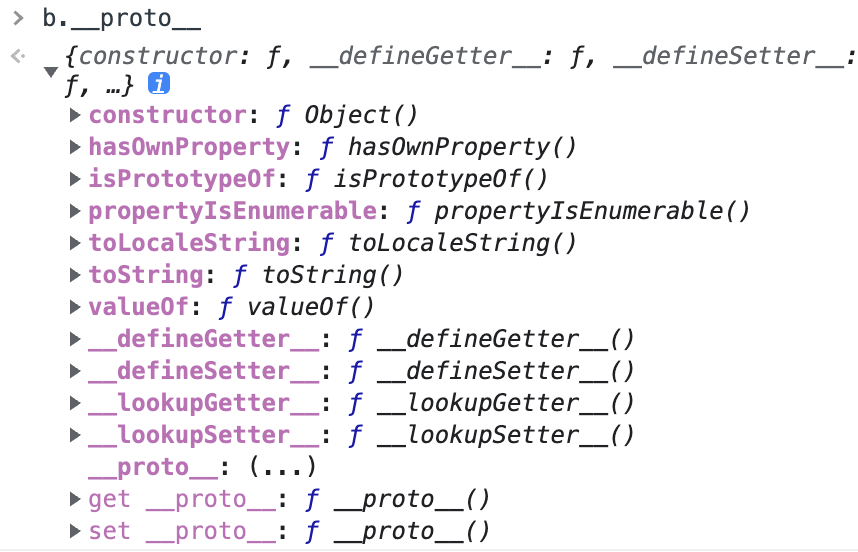 > b.__proto__
{constructor: ƒ, __defineGetter__: ƒ, __defineSetter__:
ƒ, …} i
constructor: ƒ Object()
hasOwnProperty: ƒ hasOwnProperty()
isPrototypeOf: ƒ isPrototypeOf()
propertyIsEnumerable: ƒ propertyIsEnumerable()
toLocaleString: ƒ toLocaleString()
toString: ƒ toString()
valueOf: ƒ valueOf()
__defineGetter__: ƒ __defineGetter__()
__defineSetter__: ƒ __defineSetter__()
__lookupGetter__: ƒ __lookupGetter__()
__lookupSetter__: ƒ __lookupSetter__()
__proto__: (...)
get __proto__: ƒ __proto__()
set __proto__: ƒ __proto__()